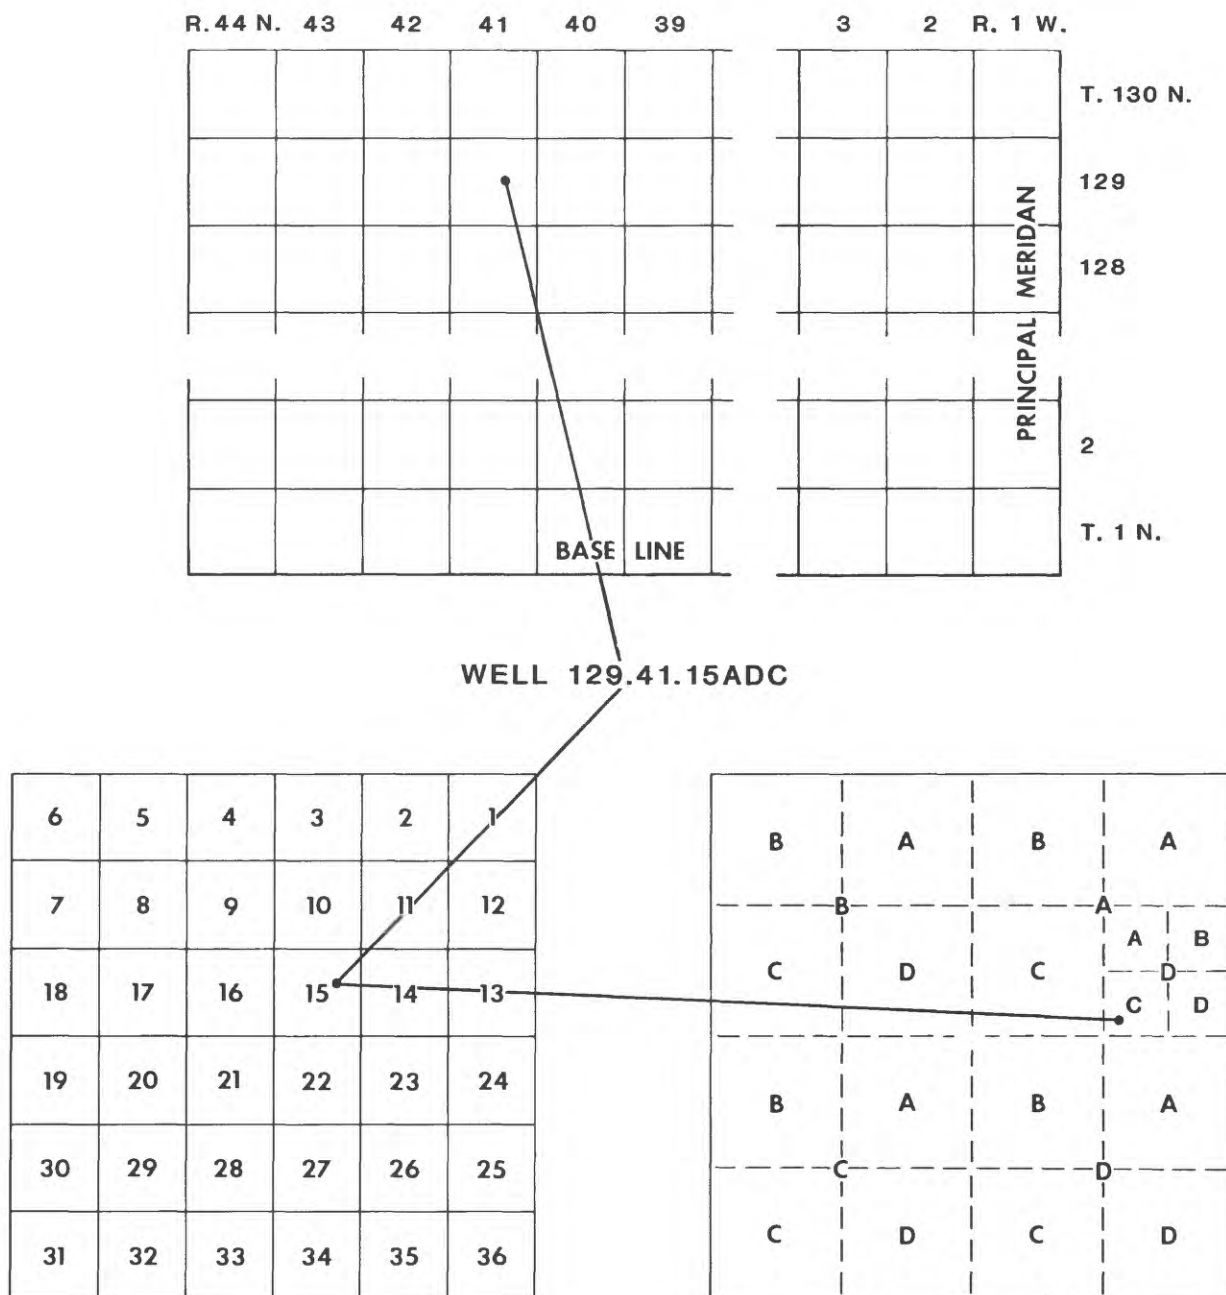 R. 44 N. 43 42 41 40 39 3 2 R. 1 W.
T. 130 N.
129
128
PRINCIPAL MERIDAN
2
T. 1 N.
BASE LINE
WELL 129.41.15ADC
6 5 4 3 2 1
7 8 9 10 11 12
18 17 16 15 14 13
19 20 21 22 23 24
30 29 28 27 26 25
31 32 33 34 35 36
B A B A
B A
A B
C D C D
C D
B A B A
C D
C D C D